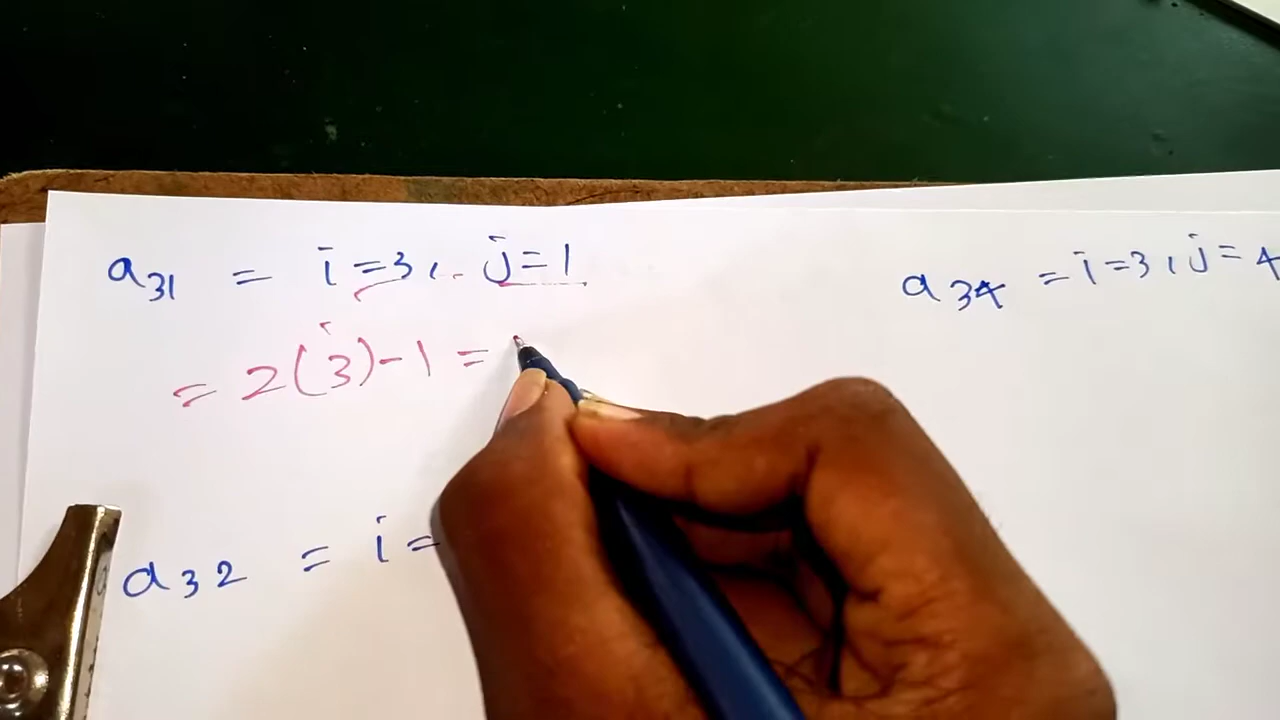 a31 = i=3, j=1
a34 = i=3, j=4
= 2(3)-1 =
i
a32 = i=